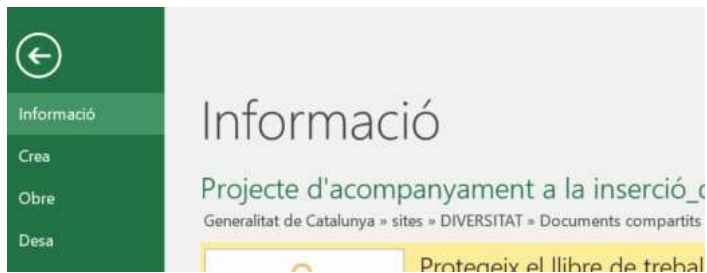 Informació
Crea
Obre
Desa
Informació
Projecte d'acompanyament a la inserció_
Generalitat de Catalunya » sites » DIVERSITAT » Documents compartits
Protegeix el llibre de trebal